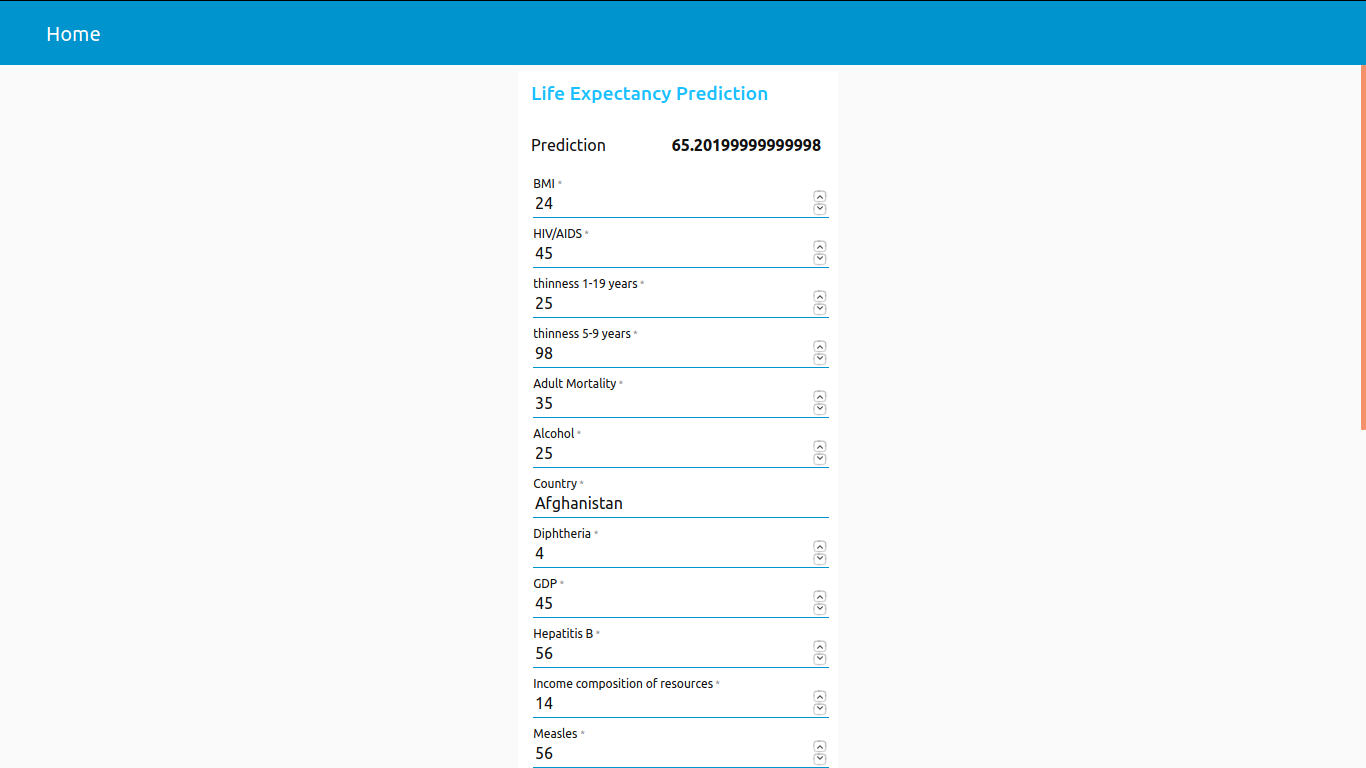 Home
Life Expectancy Prediction
Prediction 65.20199999999998
BMI *
24
HIV/AIDS *
45
thinness 1-19 years *
25
thinness 5-9 years *
98
Adult Mortality *
35
Alcohol *
25
Country *
Afghanistan
Diphtheria *
4
GDP *
45
Hepatitis B *
56
Income composition of resources *
14
Measles *
56